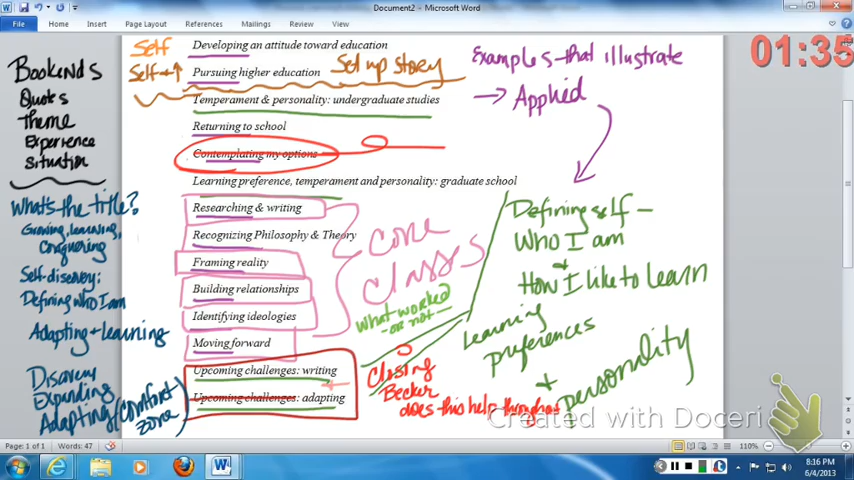 Document2 - Microsoft Word
File
Home
Insert
Page Layout
References
Mailings
Review
View
01:35
Self
Self
Developing an attitude toward education
Pursuing higher education
Set up story
Temperament & personality: undergraduate studies
Returning to school
Contemplating my options
Learning preference, temperament and personality: graduate school
Researching & writing
Recognizing Philosophy & Theory
Framing reality
Building relationships
Identifying ideologies
Moving forward
Upcoming challenges: writing
+
Upcoming challenges: adapting
Bookends
Quotes
Theme
Experience
Situation
What's the title?
Growing, learning,
conquering
Self-discovery:
Defining who I am
Adapting + learning
Discovery
Expanding
Adapting (comfort
zone)
core
classes
what worked
- or not -
Closing
Becker
does this help throughout
Examples that illustrate
→ Applied
Defining self -
Who I am
+
How I like to learn
Learning
preferences
+ personality
Created with Doceri
Page: 1 of 1
Words: 47
110%
8:16 PM
6/4/2013